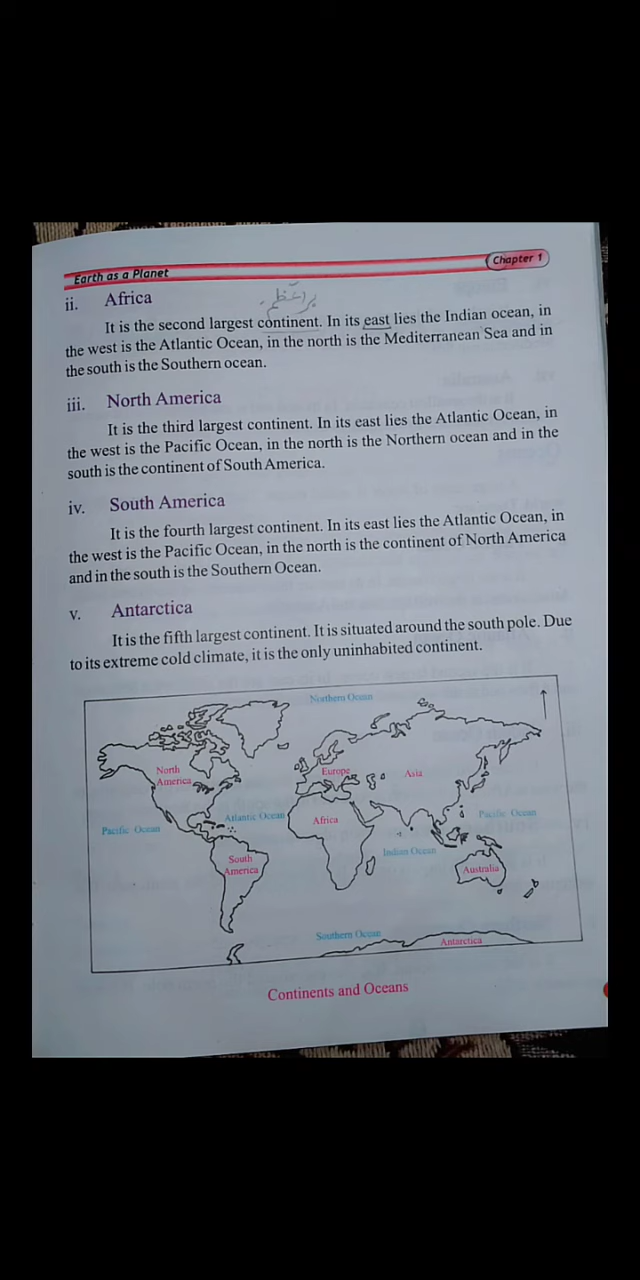 Earth as a Planet
Chapter 1
ii. Africa
براعظم
It is the second largest continent. In its east lies the Indian ocean, in
the west is the Atlantic Ocean, in the north is the Mediterranean Sea and in
the south is the Southern ocean.
iii. North America
It is the third largest continent. In its east lies the Atlantic Ocean, in
the west is the Pacific Ocean, in the north is the Northern ocean and in the
south is the continent of South America.
iv. South America
It is the fourth largest continent. In its east lies the Atlantic Ocean, in
the west is the Pacific Ocean, in the north is the continent of North America
and in the south is the Southern Ocean.
v. Antarctica
It is the fifth largest continent. It is situated around the south pole. Due
to its extreme cold climate, it is the only uninhabited continent.
Northern Ocean
North
America
Europe
Asia
Pacific Ocean
Atlantic Ocean
Africa
Pacific Ocean
Indian Ocean
South
America
Australia
Southern Ocean
Antarctica
Continents and Oceans